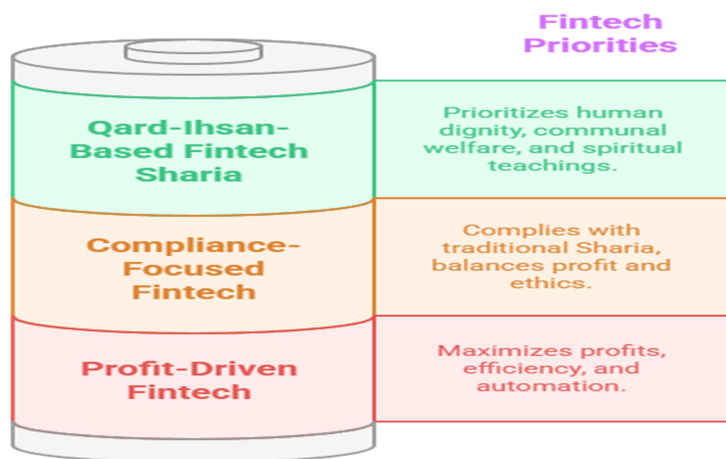 Fintech
Priorities
Qard-Ihsan-
Based Fintech
Sharia
Prioritizes human
dignity, communal
welfare, and spiritual
teachings.
Compliance-
Focused
Fintech
Complies with
traditional Sharia,
balances profit and
ethics.
Profit-Driven
Fintech
Maximizes profits,
efficiency, and
automation.